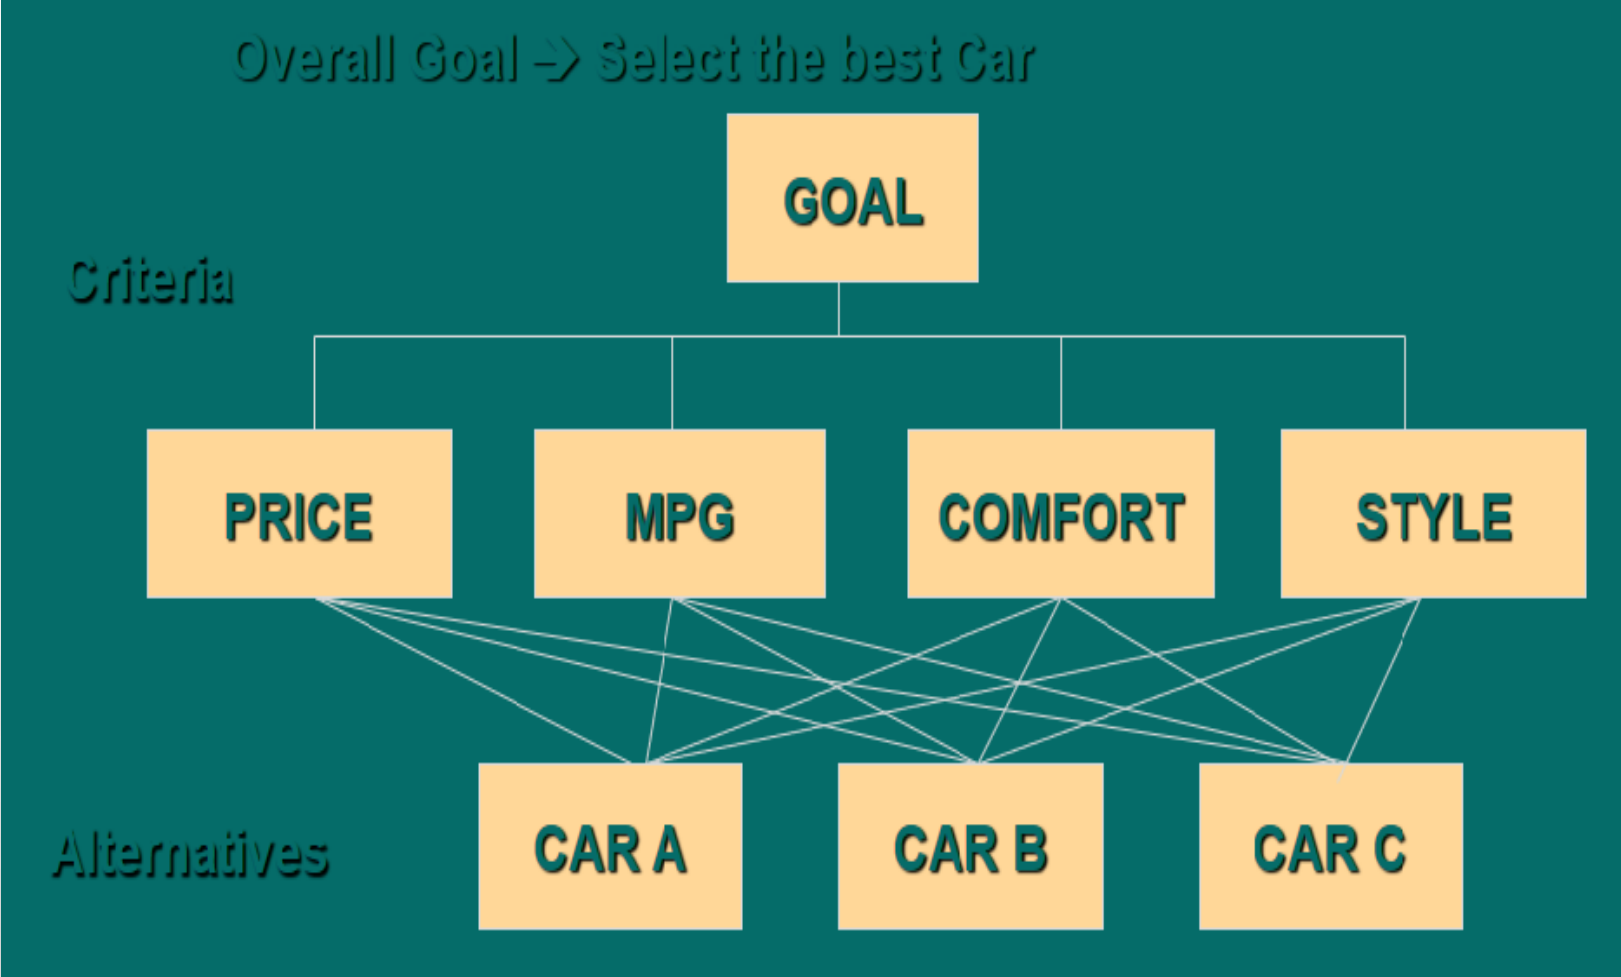 Overall Goal → Select the best Car
GOAL
Criteria
PRICE
MPG
COMFORT
STYLE
Alternatives
CAR A
CAR B
CAR C